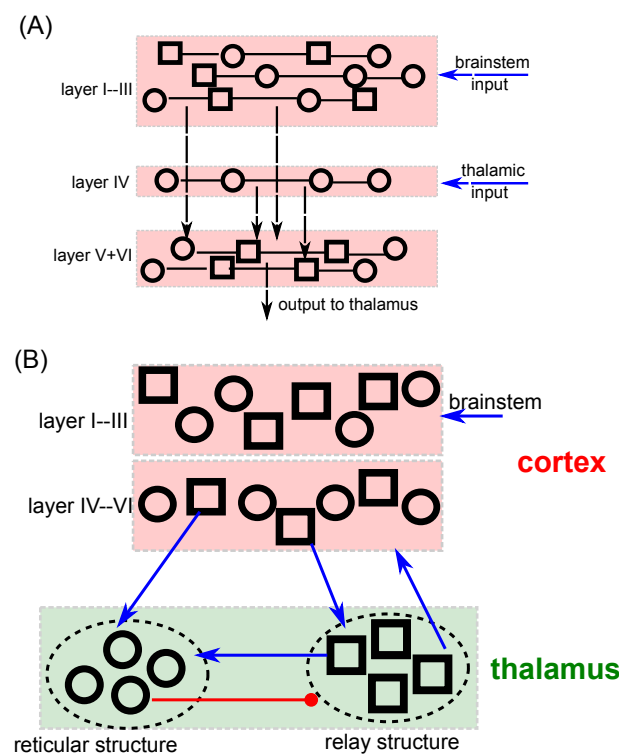 (A)
layer I--III
brainstem
input
layer IV
thalamic
input
layer V+VI
output to thalamus
(B)
layer I--III
brainstem
cortex
layer IV--VI
thalamus
reticular structure
relay structure